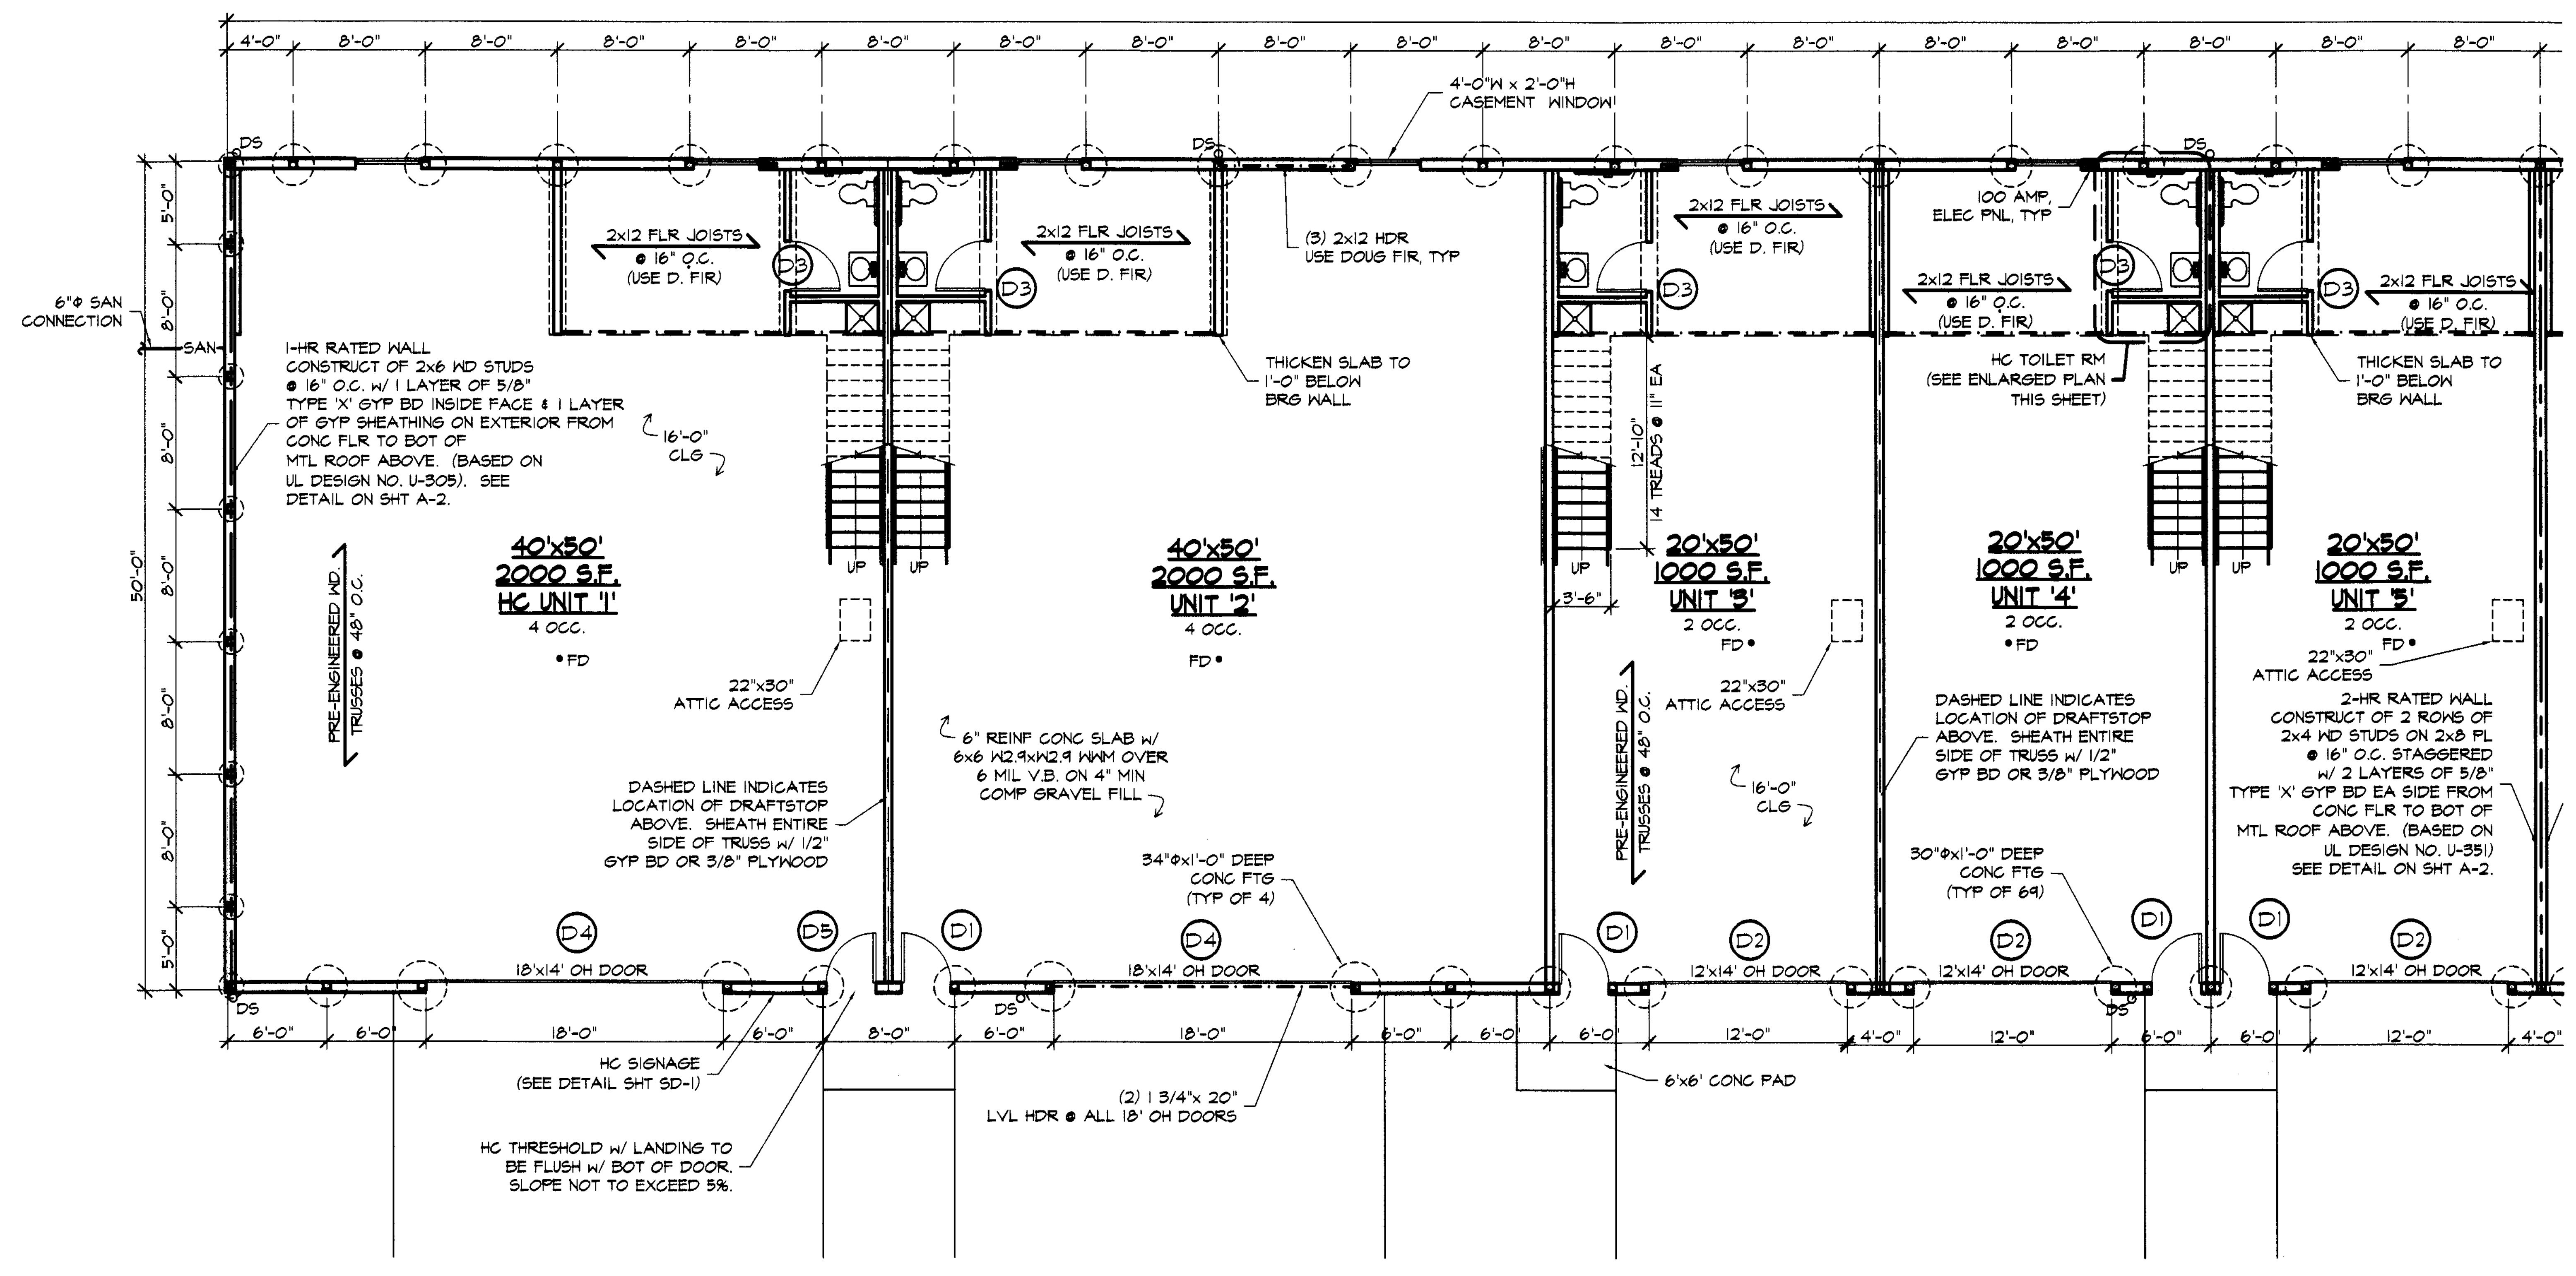 4'-0" 8'-0" 8'-0" 8'-0" 8'-0" 8'-0" 8'-0" 8'-0" 8'-0" 8'-0" 8'-0" 8'-0" 8'-0" 8'-0" 8'-0" 8'-0" 8'-0" 8'-0"
4'-0"W x 2'-0"H
CASEMENT WINDOW
DS
DS
DS
5'-0"
8'-0"
8'-0"
8'-0"
8'-0"
8'-0"
8'-0"
5'-0"
50'-0"
6"Φ SAN
CONNECTION
SAN
2x12 FLR JOISTS
@ 16" O.C.
(USE D. FIR)
D3
D3
2x12 FLR JOISTS
@ 16" O.C.
(USE D. FIR)
(3) 2x12 HDR
USE DOUG FIR, TYP
D3
2x12 FLR JOISTS
@ 16" O.C.
(USE D. FIR)
100 AMP,
ELEC PNL, TYP
2x12 FLR JOISTS
@ 16" O.C.
(USE D. FIR)
D3
D3
2x12 FLR JOISTS
@ 16" O.C.
(USE D. FIR)
1-HR RATED WALL
CONSTRUCT OF 2x6 WD STUDS
@ 16" O.C. W/ 1 LAYER OF 5/8"
TYPE 'X' GYP BD INSIDE FACE & 1 LAYER
OF GYP SHEATHING ON EXTERIOR FROM
CONC FLR TO BOT OF
MTL ROOF ABOVE. (BASED ON
UL DESIGN NO. U-305). SEE
DETAIL ON SHT A-2.
16'-0"
CLG
THICKEN SLAB TO
1'-0" BELOW
BRG WALL
12'-10"
14 TREADS @ 11" EA
HC TOILET RM
(SEE ENLARGED PLAN
THIS SHEET)
THICKEN SLAB TO
1'-0" BELOW
BRG WALL
UP UP UP UP UP
3'-6"
40'x50'
2000 S.F.
HC UNIT '1'
4 OCC.
FD
40'x50'
2000 S.F.
UNIT '2'
4 OCC.
FD
20'x50'
1000 S.F.
UNIT '3'
2 OCC.
FD
20'x50'
1000 S.F.
UNIT '4'
2 OCC.
FD
20'x50'
1000 S.F.
UNIT '5'
2 OCC.
FD
PRE-ENGINEERED WD.
TRUSSES @ 48" O.C.
22"x30"
ATTIC ACCESS
PRE-ENGINEERED WD.
TRUSSES @ 48" O.C.
22"x30"
ATTIC ACCESS
22"x30"
ATTIC ACCESS
6" REINF CONC SLAB W/
6x6 W2.9xW2.9 WWM OVER
6 MIL V.B. ON 4" MIN
COMP GRAVEL FILL
DASHED LINE INDICATES
LOCATION OF DRAFTSTOP
ABOVE. SHEATH ENTIRE
SIDE OF TRUSS W/ 1/2"
GYP BD OR 3/8" PLYWOOD
16'-0"
CLG
DASHED LINE INDICATES
LOCATION OF DRAFTSTOP
ABOVE. SHEATH ENTIRE
SIDE OF TRUSS W/ 1/2"
GYP BD OR 3/8" PLYWOOD
2-HR RATED WALL
CONSTRUCT OF 2 ROWS OF
2x4 WD STUDS ON 2x8 PL
@ 16" O.C. STAGGERED
W/ 2 LAYERS OF 5/8"
TYPE 'X' GYP BD EA SIDE FROM
CONC FLR TO BOT OF
MTL ROOF ABOVE. (BASED ON
UL DESIGN NO. U-351)
SEE DETAIL ON SHT A-2.
34"Φx1'-0" DEEP
CONC FTG
(TYP OF 4)
30"Φx1'-0" DEEP
CONC FTG
(TYP OF 69)
D4 D5 D1 D4 D1 D2 D2 D1 D1 D2
18'x14' OH DOOR
18'x14' OH DOOR
12'x14' OH DOOR
12'x14' OH DOOR
12'x14' OH DOOR
DS
DS
DS
6'-0" 6'-0" 18'-0" 6'-0" 8'-0" 6'-0" 18'-0" 6'-0" 6'-0" 6'-0" 12'-0" 4'-0" 12'-0" 6'-0" 6'-0" 12'-0" 4'-0"
HC SIGNAGE
(SEE DETAIL SHT SD-1)
6'x6' CONC PAD
(2) 1 3/4"x 20"
LVL HDR @ ALL 18' OH DOORS
HC THRESHOLD W/ LANDING TO
BE FLUSH W/ BOT OF DOOR.
SLOPE NOT TO EXCEED 5%.